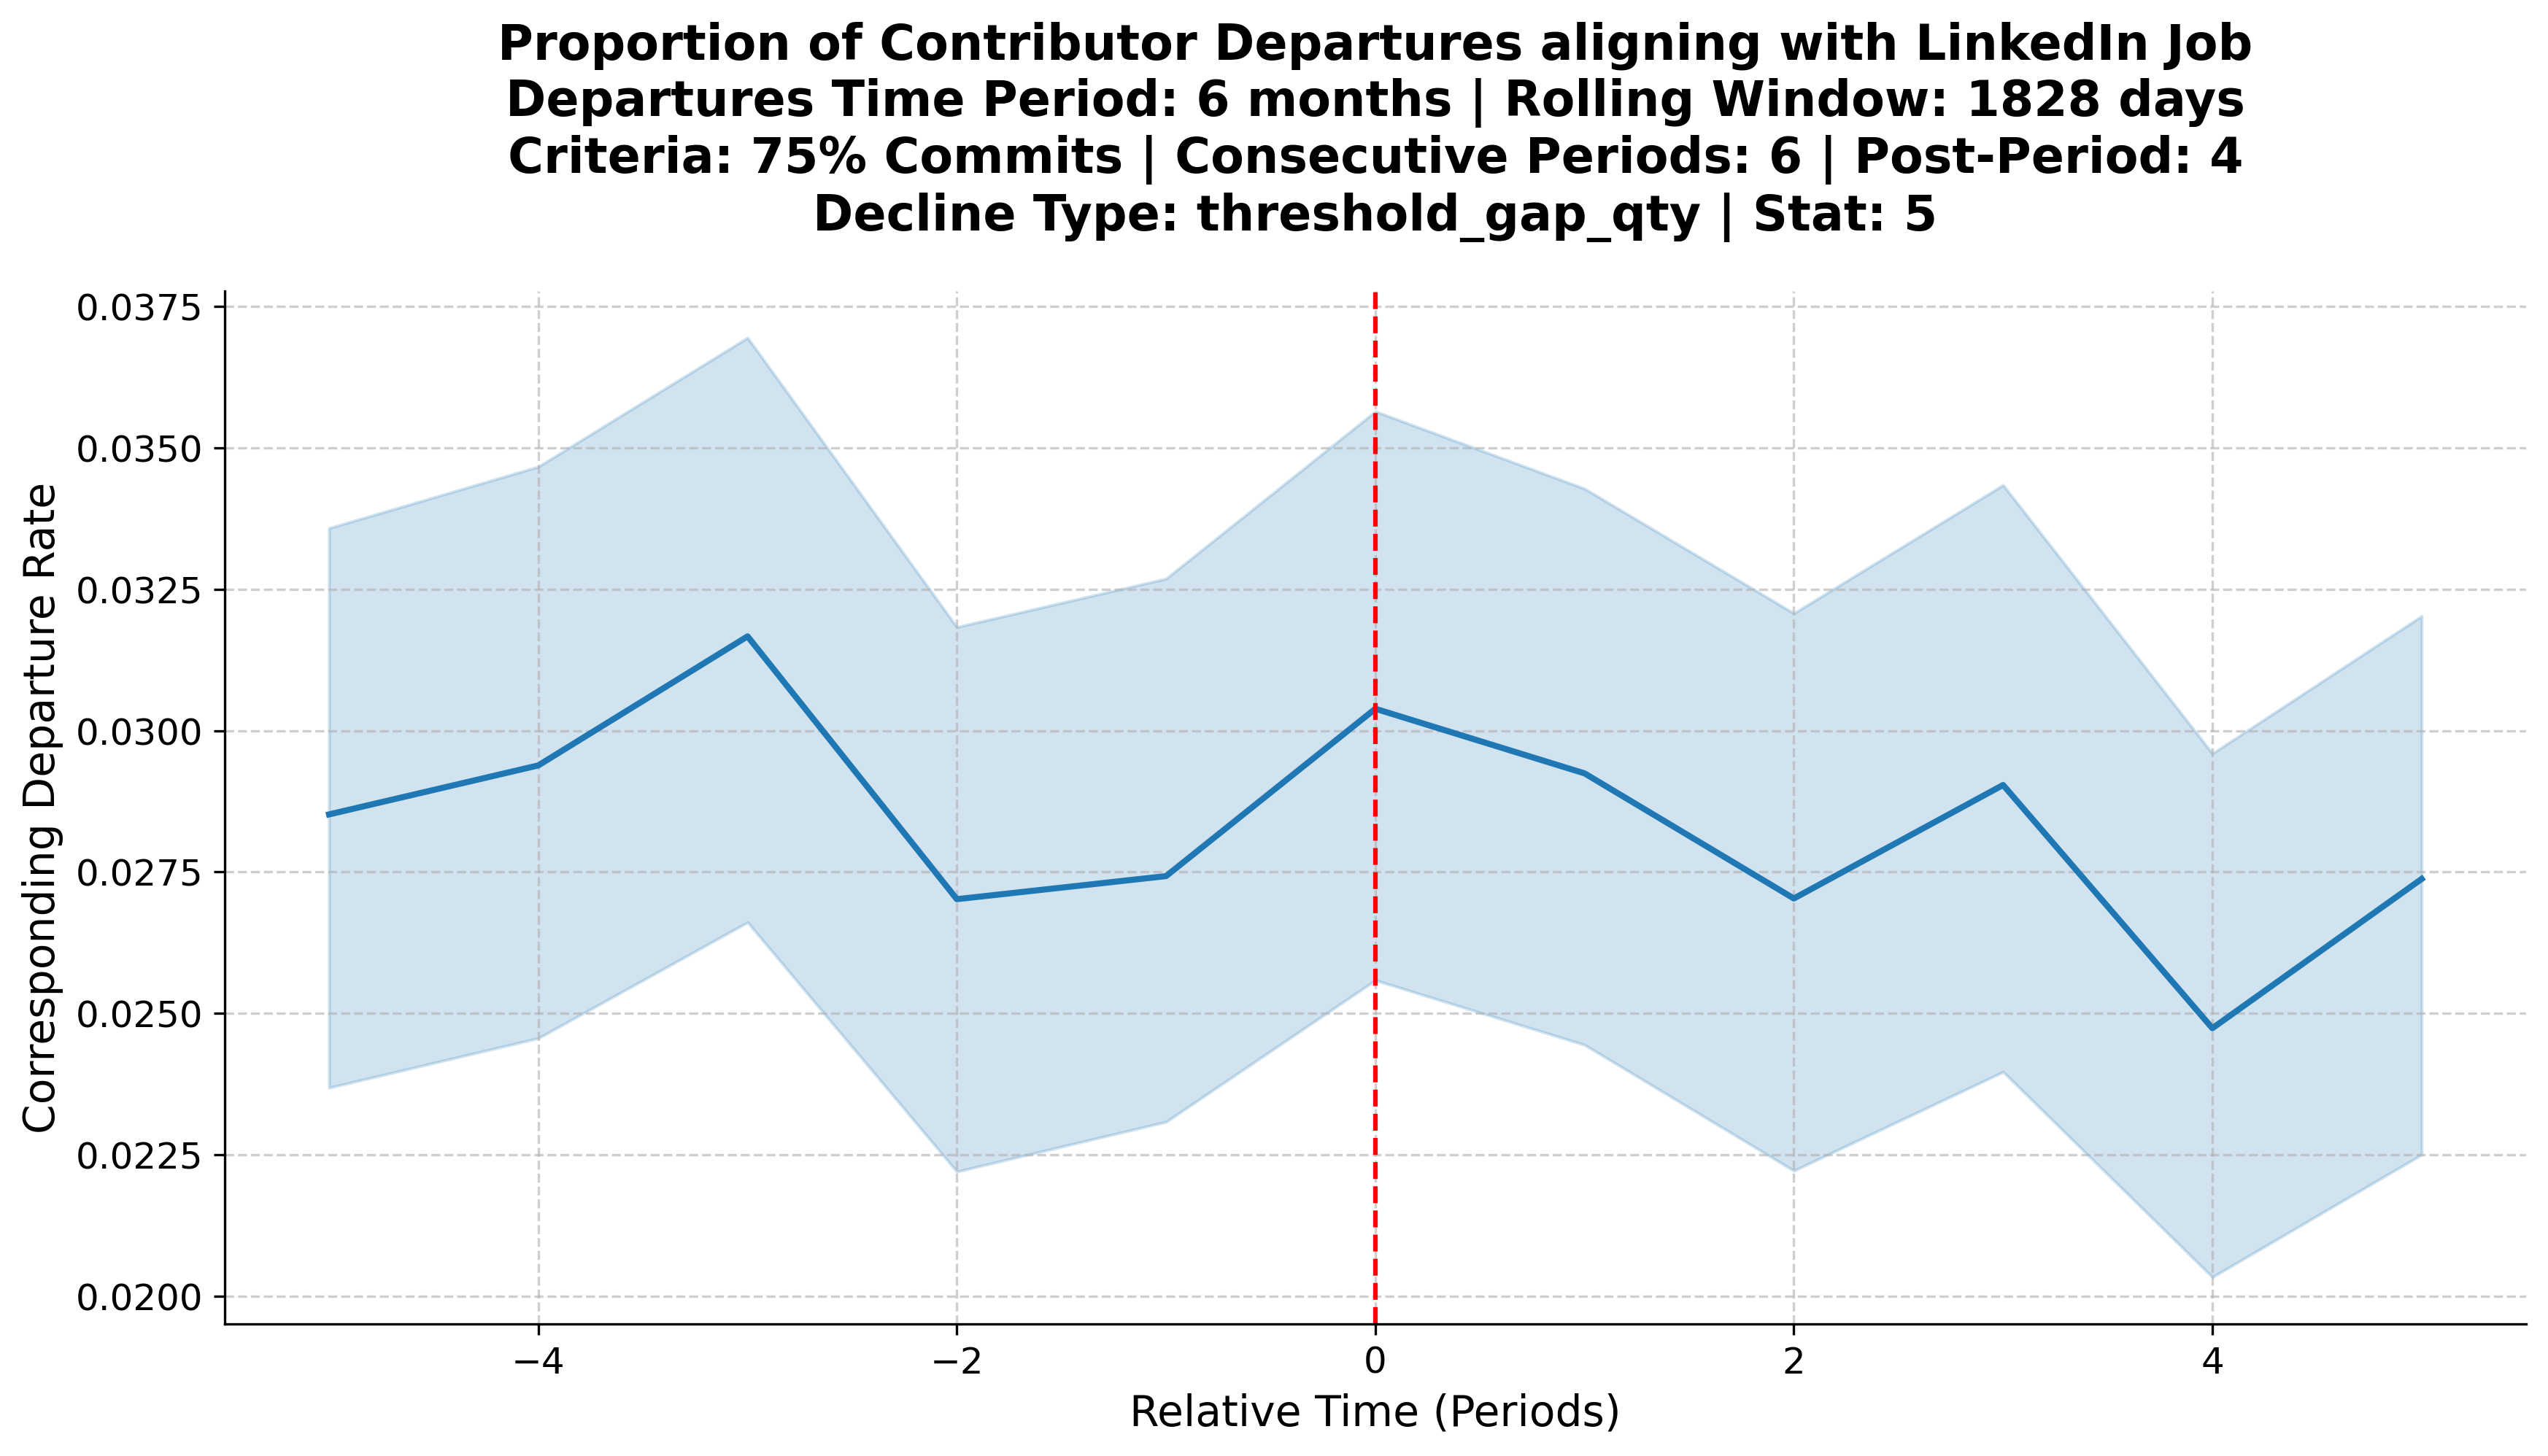 Proportion of Contributor Departures aligning with LinkedIn Job
Departures Time Period: 6 months | Rolling Window: 1828 days
Criteria: 75% Commits | Consecutive Periods: 6 | Post-Period: 4
Decline Type: threshold_gap_qty | Stat: 5
Corresponding Departure Rate
0.0375
0.0350
0.0325
0.0300
0.0275
0.0250
0.0225
0.0200
−4 −2 0 2 4
Relative Time (Periods)